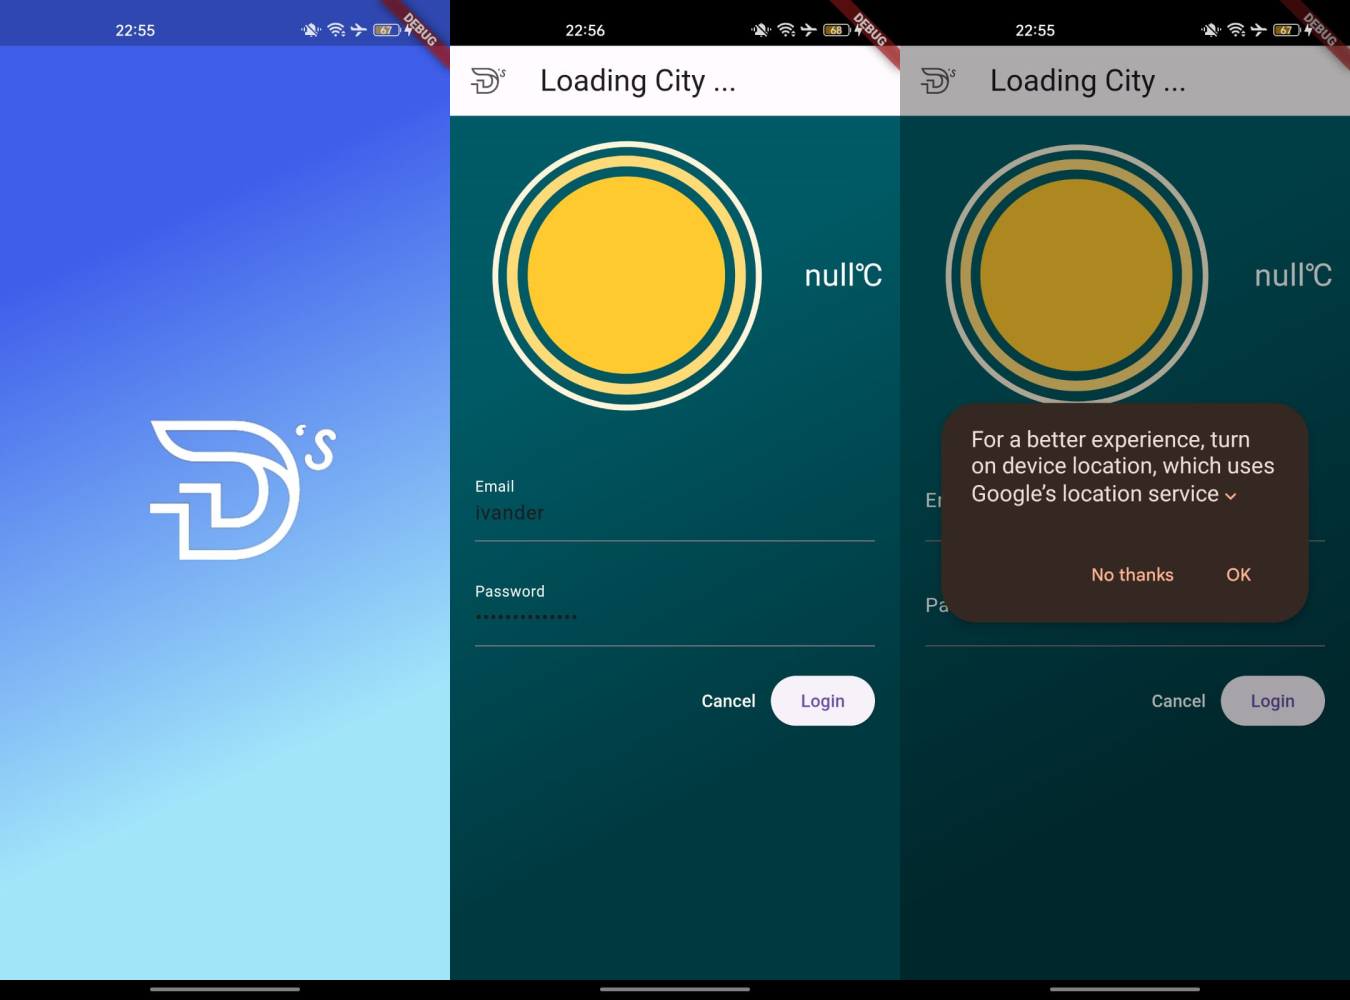 22:55
67
DEBUG
D's
22:56
68
DEBUG
D's
Loading City ...
null°C
Email
ivander
Password
Cancel
Login
22:55
67
DEBUG
D's
Loading City ...
null°C
For a better experience, turn
on device location, which uses
Google’s location service
No thanks
OK
Em
Pa
Cancel
Login